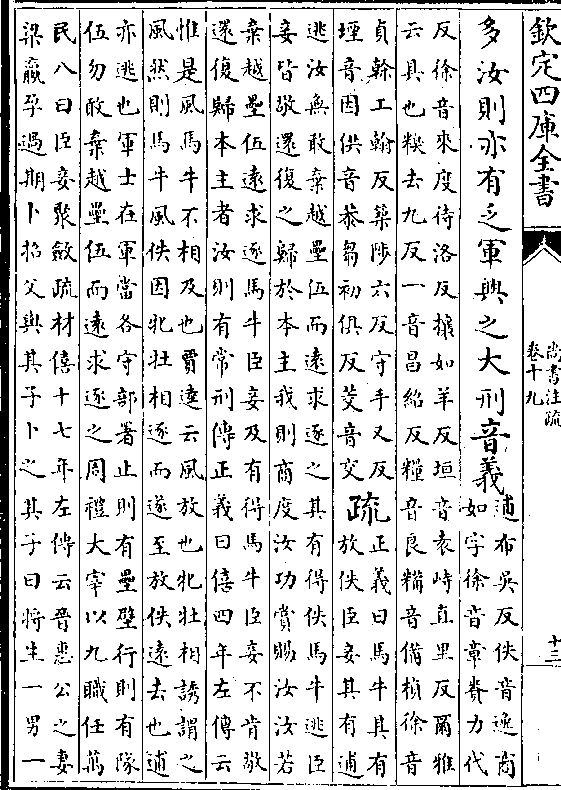 欽定四庫全書
尚書注疏
卷十九
十三
多汝則亦有乏軍興之大刑音義
逋布吳反佚音逸商
如字徐音章賚力代
反徐音來度待洛反攘如羊反垣音袁峙直里反爾雅
云具也糗去九反一音昌紹反糧音良糒音備楨徐音
貞榦工翰反築陟六反守手又反
堙音因供音恭芻初俱反茭音交
疏
正義曰馬牛其有
放佚臣妾其有逋
逃汝無敢棄越壘伍而遠求逐之其有得佚馬牛逃臣
妾皆敬還復之歸於本主我則商度汝功賞賜汝汝若
棄越壘伍遠求逐馬牛臣妾及有得馬牛臣妾不肯敬
還復歸本主者汝則有常刑傳正義曰僖四年左傳云
惟是風馬牛不相及也賈逵云風放也牝牡相誘謂之
風然則馬牛風佚因牝牡相逐而遂至放佚遠去也逋
亦逃也軍士在軍當各守部署止則有壘壁行則有隊
伍勿敢棄越壘伍而遠求逐之周禮大宰以九職任萬
民八曰臣妾聚斂疏材僖十七年左傳云晉惠公之妻
梁嬴孕過期卜招父與其子卜之其子曰將生一男一